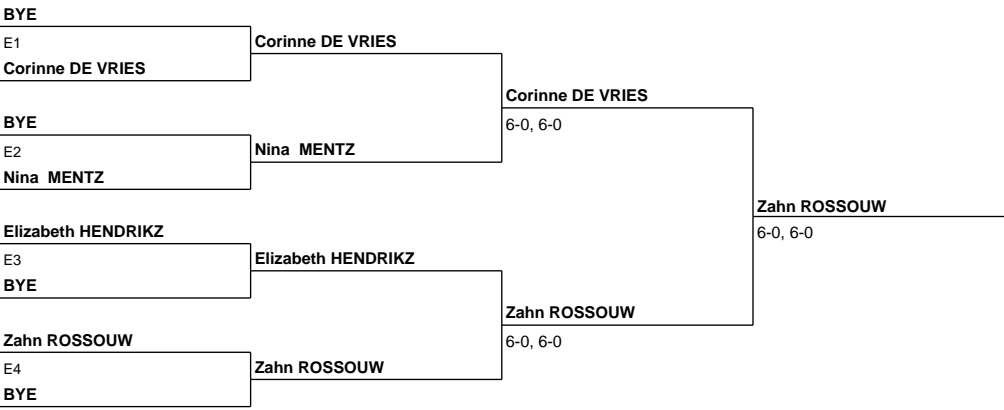 BYE
E1
Corinne DE VRIES
BYE
E2
Nina  MENTZ
Elizabeth HENDRIKZ
E3
BYE
Zahn ROSSOUW
E4
BYE
Corinne DE VRIES
Nina  MENTZ
Elizabeth HENDRIKZ
Zahn ROSSOUW
Corinne DE VRIES
6-0, 6-0
Zahn ROSSOUW
6-0, 6-0
Zahn ROSSOUW
6-0, 6-0